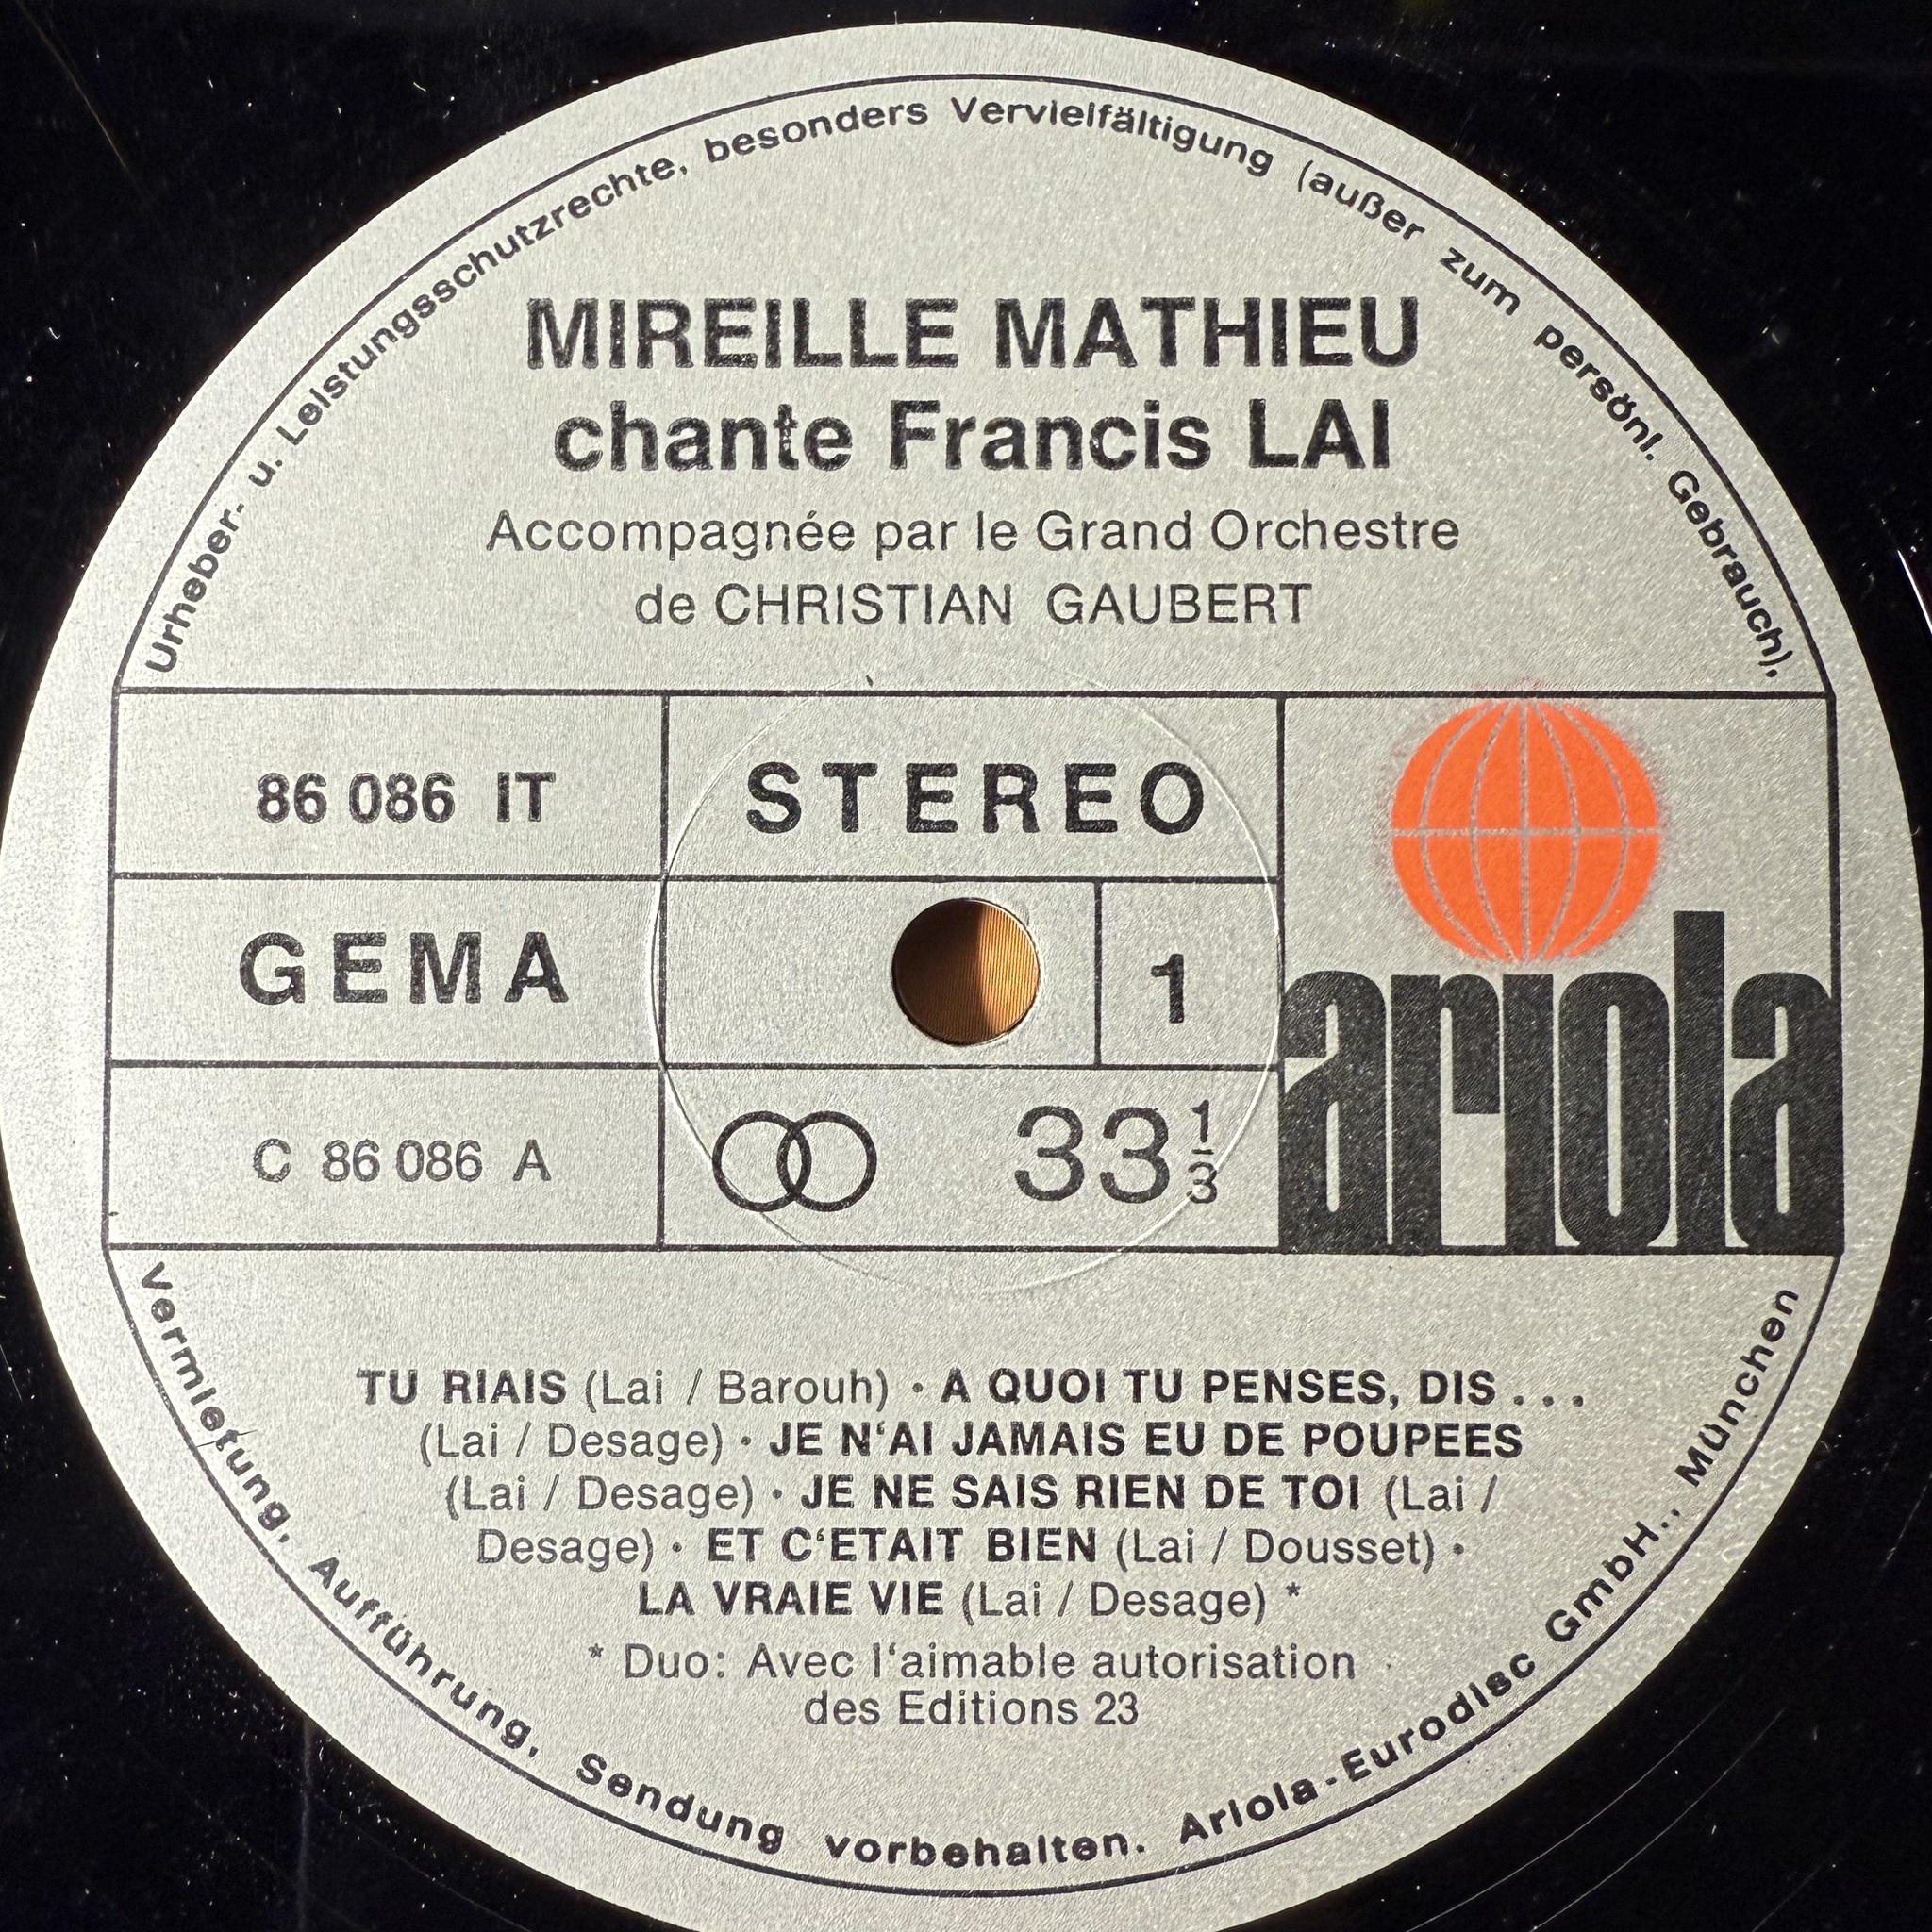 Urheber- u. Leistungsschutzrechte, besonders Vervielfältigung (außer zum persönl. Gebrauch),
MIREILLE MATHIEU
chante Francis LAI
Accompagnée par le Grand Orchestre
de CHRISTIAN GAUBERT
86 086 IT
STEREO
GEMA
1
ariola
C 86 086 A
33 1/3
TU RIAIS (Lai / Barouh) · A QUOI TU PENSES, DIS . . .
(Lai / Desage) · JE N‘AI JAMAIS EU DE POUPEES
(Lai / Desage) · JE NE SAIS RIEN DE TOI (Lai /
Desage) · ET C‘ETAIT BIEN (Lai / Dousset) ·
LA VRAIE VIE (Lai / Desage) *
* Duo: Avec l‘aimable autorisation
des Editions 23
Vermietung, Aufführung, Sendung vorbehalten. Ariola-Eurodisc GmbH., München